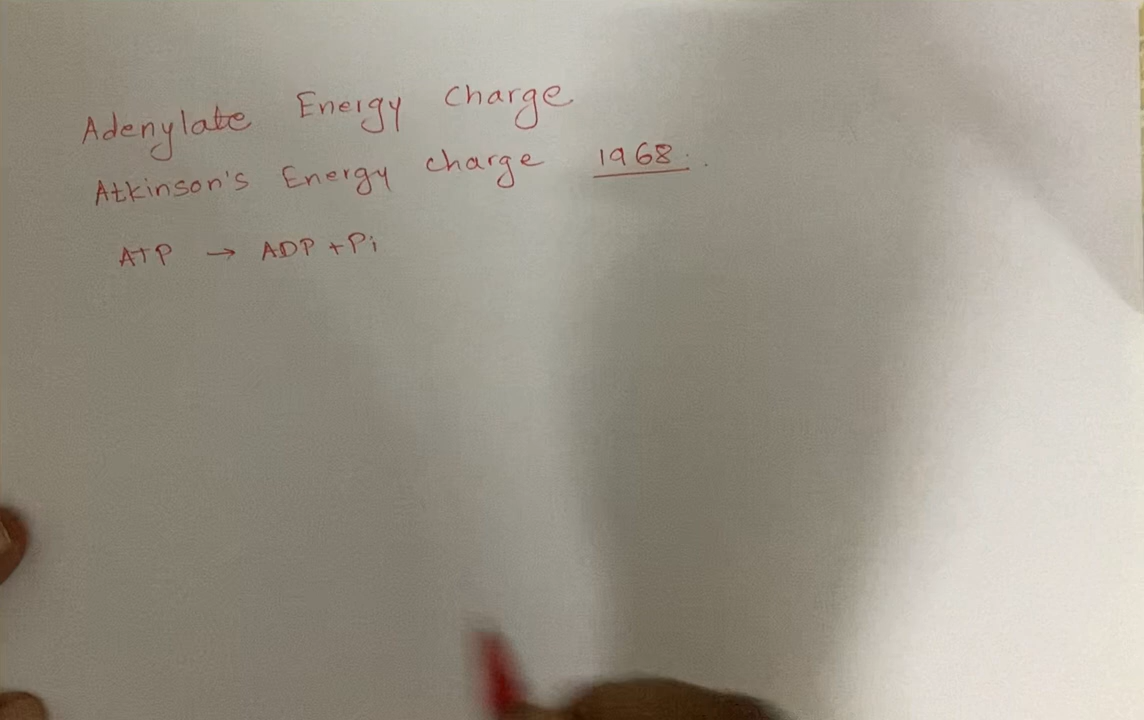 Adenylate Energy Charge
Atkinson's Energy charge 1968..
ATP → ADP + Pi